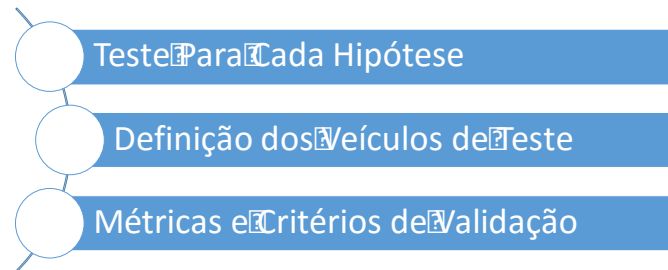 Teste Para Cada Hipótese
Definição dos Veículos de Teste
Métricas e Critérios de Validação